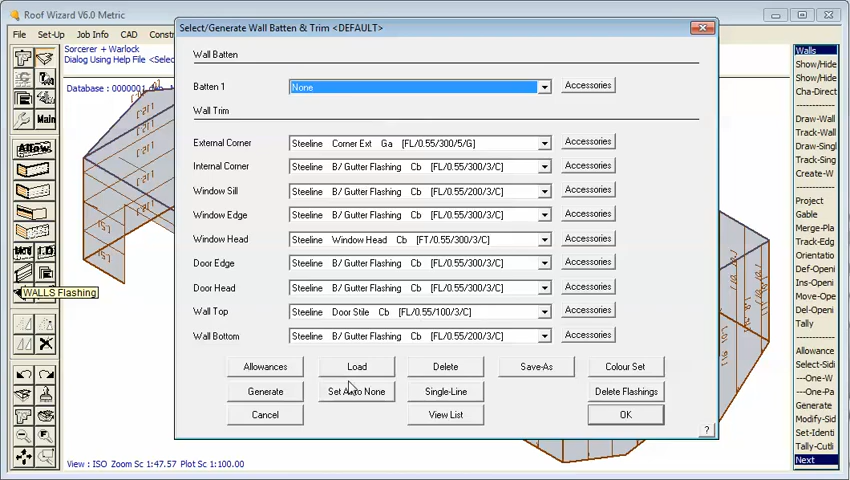 Roof Wizard V6.0 Metric
File Set-Up Job Info CAD
Sorcerer + Warlock
Dialog Using Help File <Selec
Database : 0000001
Main
Allow
WALLS Flashing
View : ISO Zoom Sc 1:47.57 Plot Sc 1:100.00
Select/Generate Wall Batten & Trim <DEFAULT>
Wall Batten
Batten 1 None Accessories
Wall Trim
External Corner Steeline Corner Ext Ga [FL/0.55/300/5/G] Accessories
Internal Corner Steeline B/ Gutter Flashing Cb [FL/0.55/300/3/C] Accessories
Window Sill Steeline B/ Gutter Flashing Cb [FL/0.55/200/3/C] Accessories
Window Edge Steeline B/ Gutter Flashing Cb [FL/0.55/300/3/C] Accessories
Window Head Steeline Window Head Cb [FT/0.55/300/3/C] Accessories
Door Edge Steeline B/ Gutter Flashing Cb [FL/0.55/300/3/C] Accessories
Door Head Steeline B/ Gutter Flashing Cb [FL/0.55/300/3/C] Accessories
Wall Top Steeline Door Stile Cb [FL/0.55/100/3/C] Accessories
Wall Bottom Steeline B/ Gutter Flashing Cb [FL/0.55/200/3/C] Accessories
Allowances Load Delete Save-As Colour Set
Generate Set Auto None Single-Line Delete Flashings
Cancel View List OK
?
Walls
Show/Hide
Show/Hide
Cha-Direct
Draw-Wall
Track-Wall
Draw-Singl
Track-Sing
Create-W
Project
Gable
Merge-Pla
Track-Edg
Orientatio
Def-Openi
Ins-Openi
Move-Ope
Del-Openi
Tally
Allowance
Select-Sidi
---One-W
---One-Pa
Generate
Modify-Sid
Set-Identi
Tally-Cutli
Next